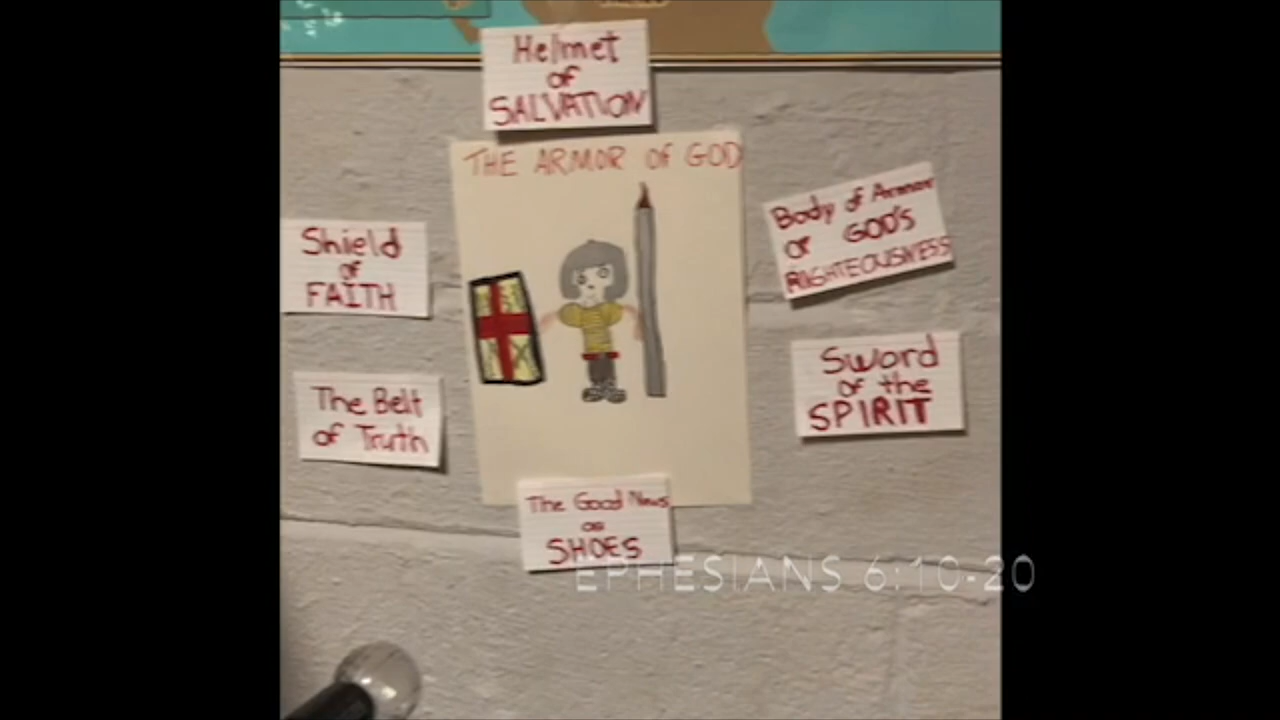 Helmet
of
SALVATION
THE ARMOR of GOD
Shield
of
FAITH
Body of Armor
of GOD'S
RIGHTEOUSNESS
The Belt
of Truth
Sword
of the
SPIRIT
The Good News
as
SHOES
EPHESIANS 6:10-20